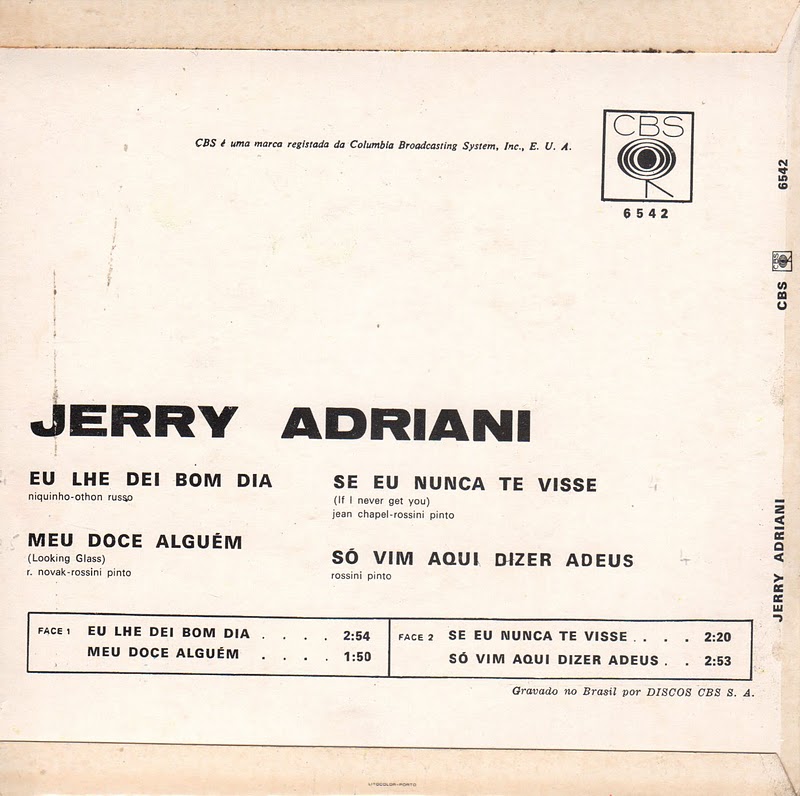 CBS é uma marca registada da Columbia Broadcasting System, Inc., E. U. A.
CBS
6542
6542
CBS
JERRY ADRIANI
JERRY ADRIANI
EU LHE DEI BOM DIA
niquinho-othon russo
MEU DOCE ALGUÉM
(Looking Glass)
r. novak-rossini pinto
SE EU NUNCA TE VISSE
(If I never get you)
jean chapel-rossini pinto
SÓ VIM AQUI DIZER ADEUS
rossini pinto
FACE 1 EU LHE DEI BOM DIA . . . . 2:54
MEU DOCE ALGUÉM . . . . 1:50
FACE 2 SE EU NUNCA TE VISSE . . . . 2:20
SÓ VIM AQUI DIZER ADEUS . . 2:53
Gravado no Brasil por DISCOS CBS S. A.
LITOCOLOR-PORTO